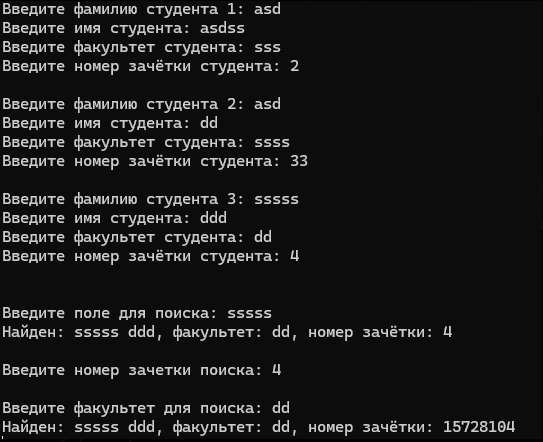 Введите фамилию студента 1: asd
Введите имя студента: asdss
Введите факультет студента: sss
Введите номер зачётки студента: 2
Введите фамилию студента 2: asd
Введите имя студента: dd
Введите факультет студента: ssss
Введите номер зачётки студента: 33
Введите фамилию студента 3: sssss
Введите имя студента: ddd
Введите факультет студента: dd
Введите номер зачётки студента: 4
Введите поле для поиска: sssss
Найден: sssss ddd, факультет: dd, номер зачётки: 4
Введите номер зачетки поиска: 4
Введите факультет для поиска: dd
Найден: sssss ddd, факультет: dd, номер зачётки: 15728104